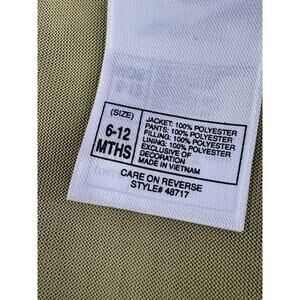 (SIZE)
6-12
MTHS
JACKET: 100% POLYESTER
PANTS: 100% POLYESTER
FILLING: 100% POLYESTER
LINING: 100% POLYESTER
EXCLUSIVE OF
DECORATION
MADE IN VIETNAM
CARE ON REVERSE
STYLE# 48717